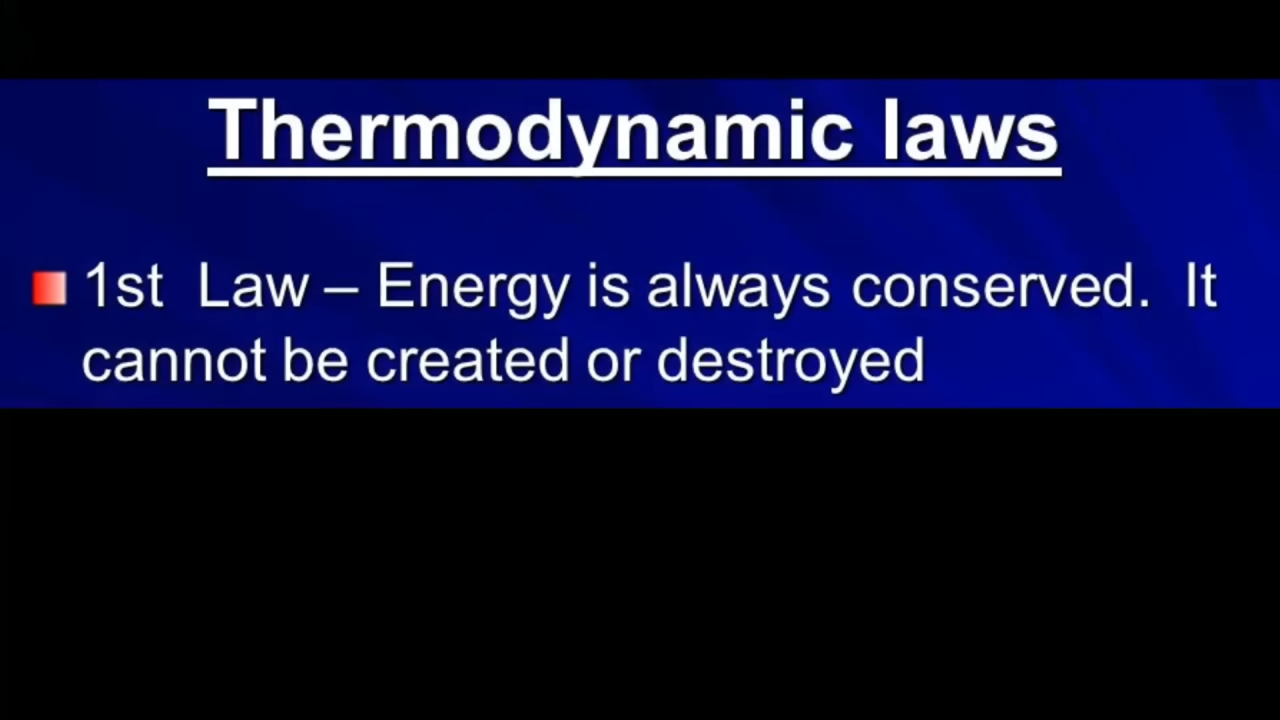 Thermodynamic laws
1st  Law – Energy is always conserved.  It
cannot be created or destroyed